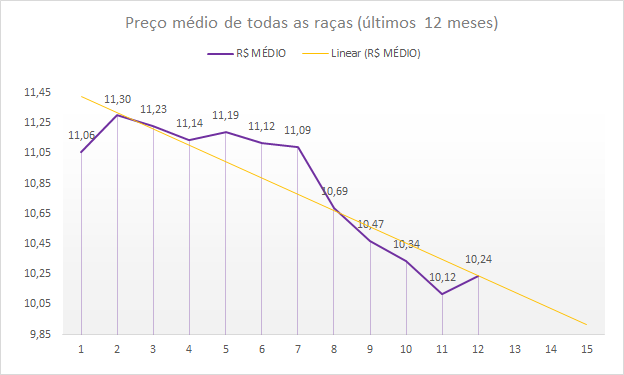 Preço médio de todas as raças (últimos 12 meses)
R$ MÉDIO Linear (R$ MÉDIO)
11,45
11,25
11,05
10,85
10,65
10,45
10,25
10,05
9,85
11,06 11,30 11,23 11,14 11,19 11,12 11,09 10,69 10,47 10,34 10,12 10,24
1 2 3 4 5 6 7 8 9 10 11 12 13 14 15